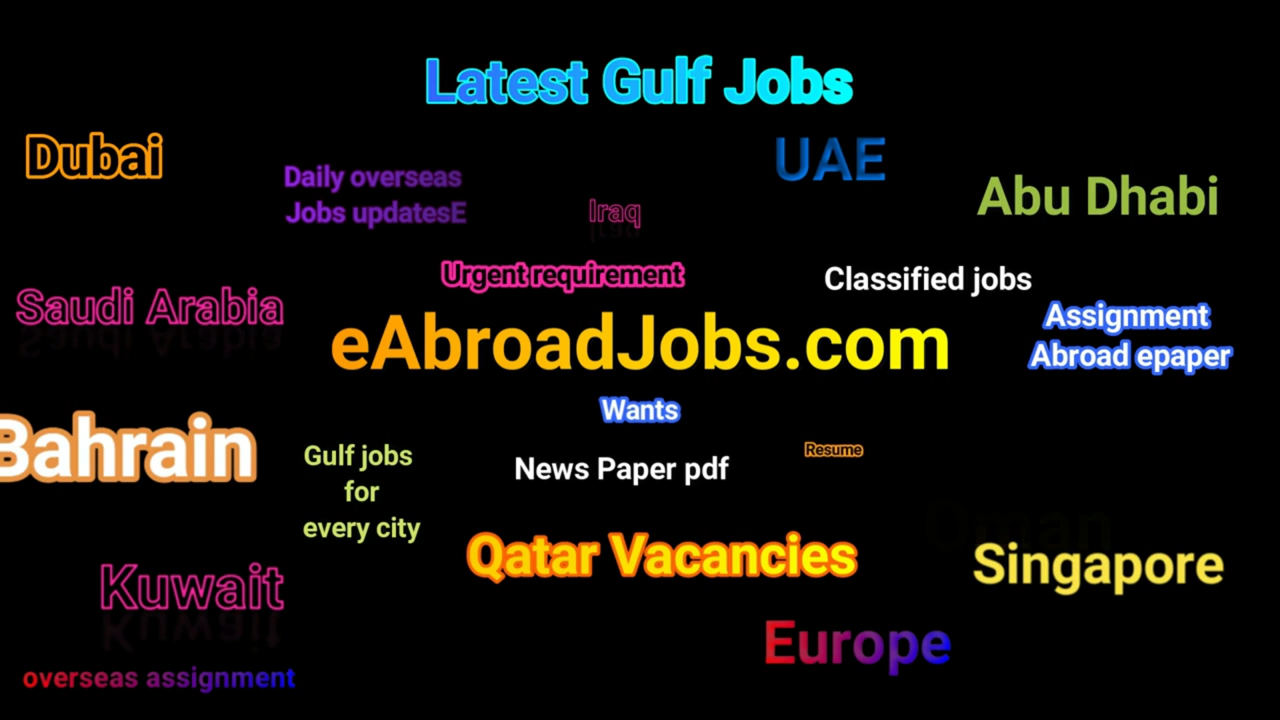 Latest Gulf Jobs
Dubai
UAE
Daily overseas
Jobs updatesE
Abu Dhabi
Iraq
Urgent requirement
Classified jobs
Saudi Arabia
Assignment
Abroad epaper
eAbroadJobs.com
Wants
Bahrain
Gulf jobs
for
every city
News Paper pdf
Resume
Oman
Qatar Vacancies
Singapore
Kuwait
Europe
overseas assignment